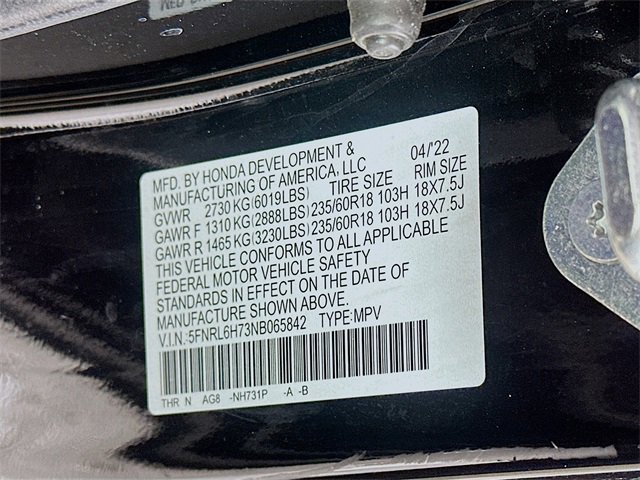 MFD. BY HONDA DEVELOPMENT & 04/'22
MANUFACTURING OF AMERICA, LLC
TIRE SIZE RIM SIZE
GVWR 2730 KG(6019LBS)
GAWR F 1310 KG(2888LBS) 235/60R18 103H 18X7.5J
GAWR R 1465 KG(3230LBS) 235/60R18 103H 18X7.5J
THIS VEHICLE CONFORMS TO ALL APPLICABLE
FEDERAL MOTOR VEHICLE SAFETY
STANDARDS IN EFFECT ON THE DATE OF
MANUFACTURE SHOWN ABOVE.
V.I.N.:5FNRL6H73NB065842 TYPE:MPV
THR N AG8 -NH731P -A -B